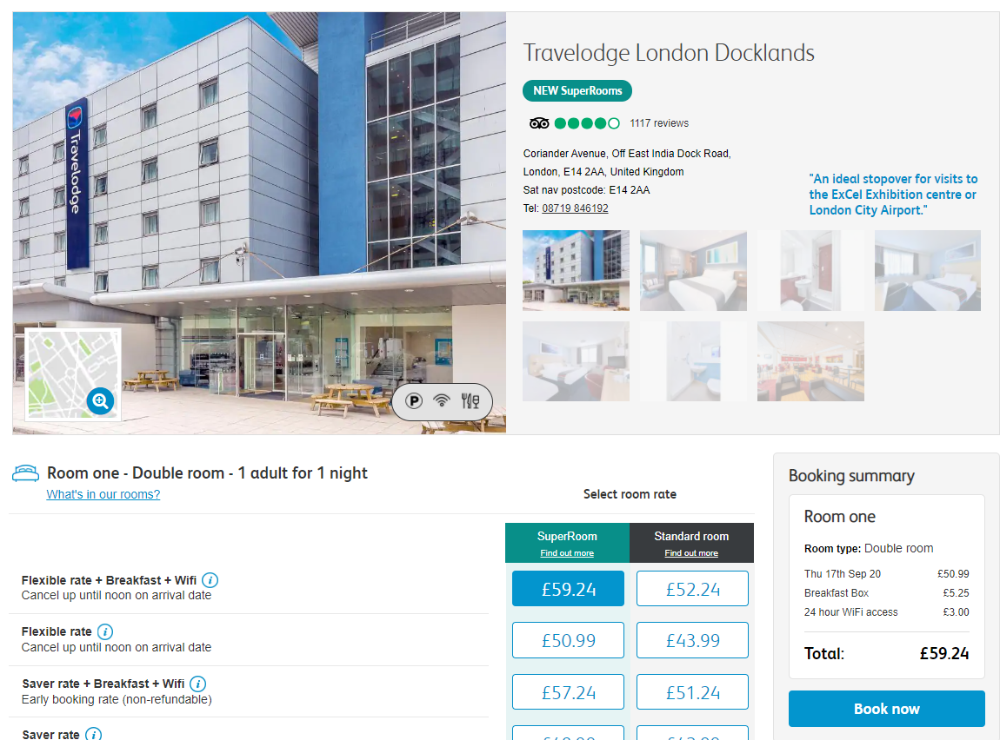 Travelodge
P
Travelodge London Docklands
NEW SuperRooms
1117 reviews
Coriander Avenue, Off East India Dock Road,
London, E14 2AA, United Kingdom
Sat nav postcode: E14 2AA
Tel: 08719 846192
"An ideal stopover for visits to
the ExCel Exhibition centre or
London City Airport."
Room one - Double room - 1 adult for 1 night
What's in our rooms?
Select room rate
SuperRoom
Find out more
Standard room
Find out more
Flexible rate + Breakfast + Wifi i
Cancel up until noon on arrival date
£59.24
£52.24
Flexible rate i
Cancel up until noon on arrival date
£50.99
£43.99
Saver rate + Breakfast + Wifi i
Early booking rate (non-refundable)
£57.24
£51.24
Saver rate i
Booking summary
Room one
Room type: Double room
Thu 17th Sep 20 £50.99
Breakfast Box £5.25
24 hour WiFi access £3.00
Total: £59.24
Book now